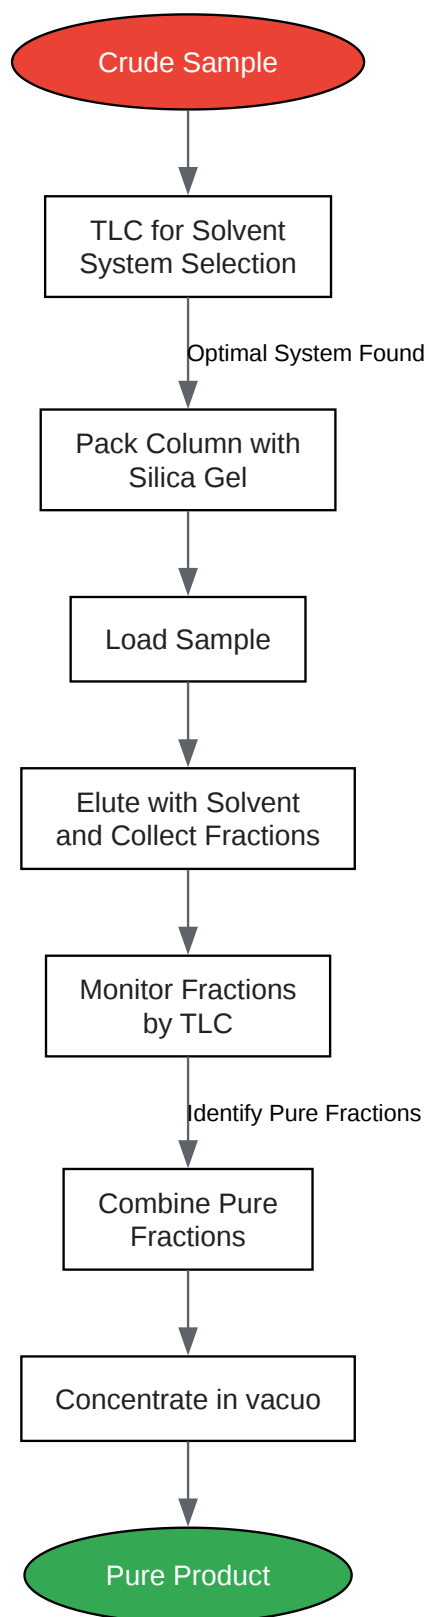 Crude Sample
TLC for Solvent
System Selection
Optimal System Found
Pack Column with
Silica Gel
Load Sample
Elute with Solvent
and Collect Fractions
Monitor Fractions
by TLC
Identify Pure Fractions
Combine Pure
Fractions
Concentrate in vacuo
Pure Product